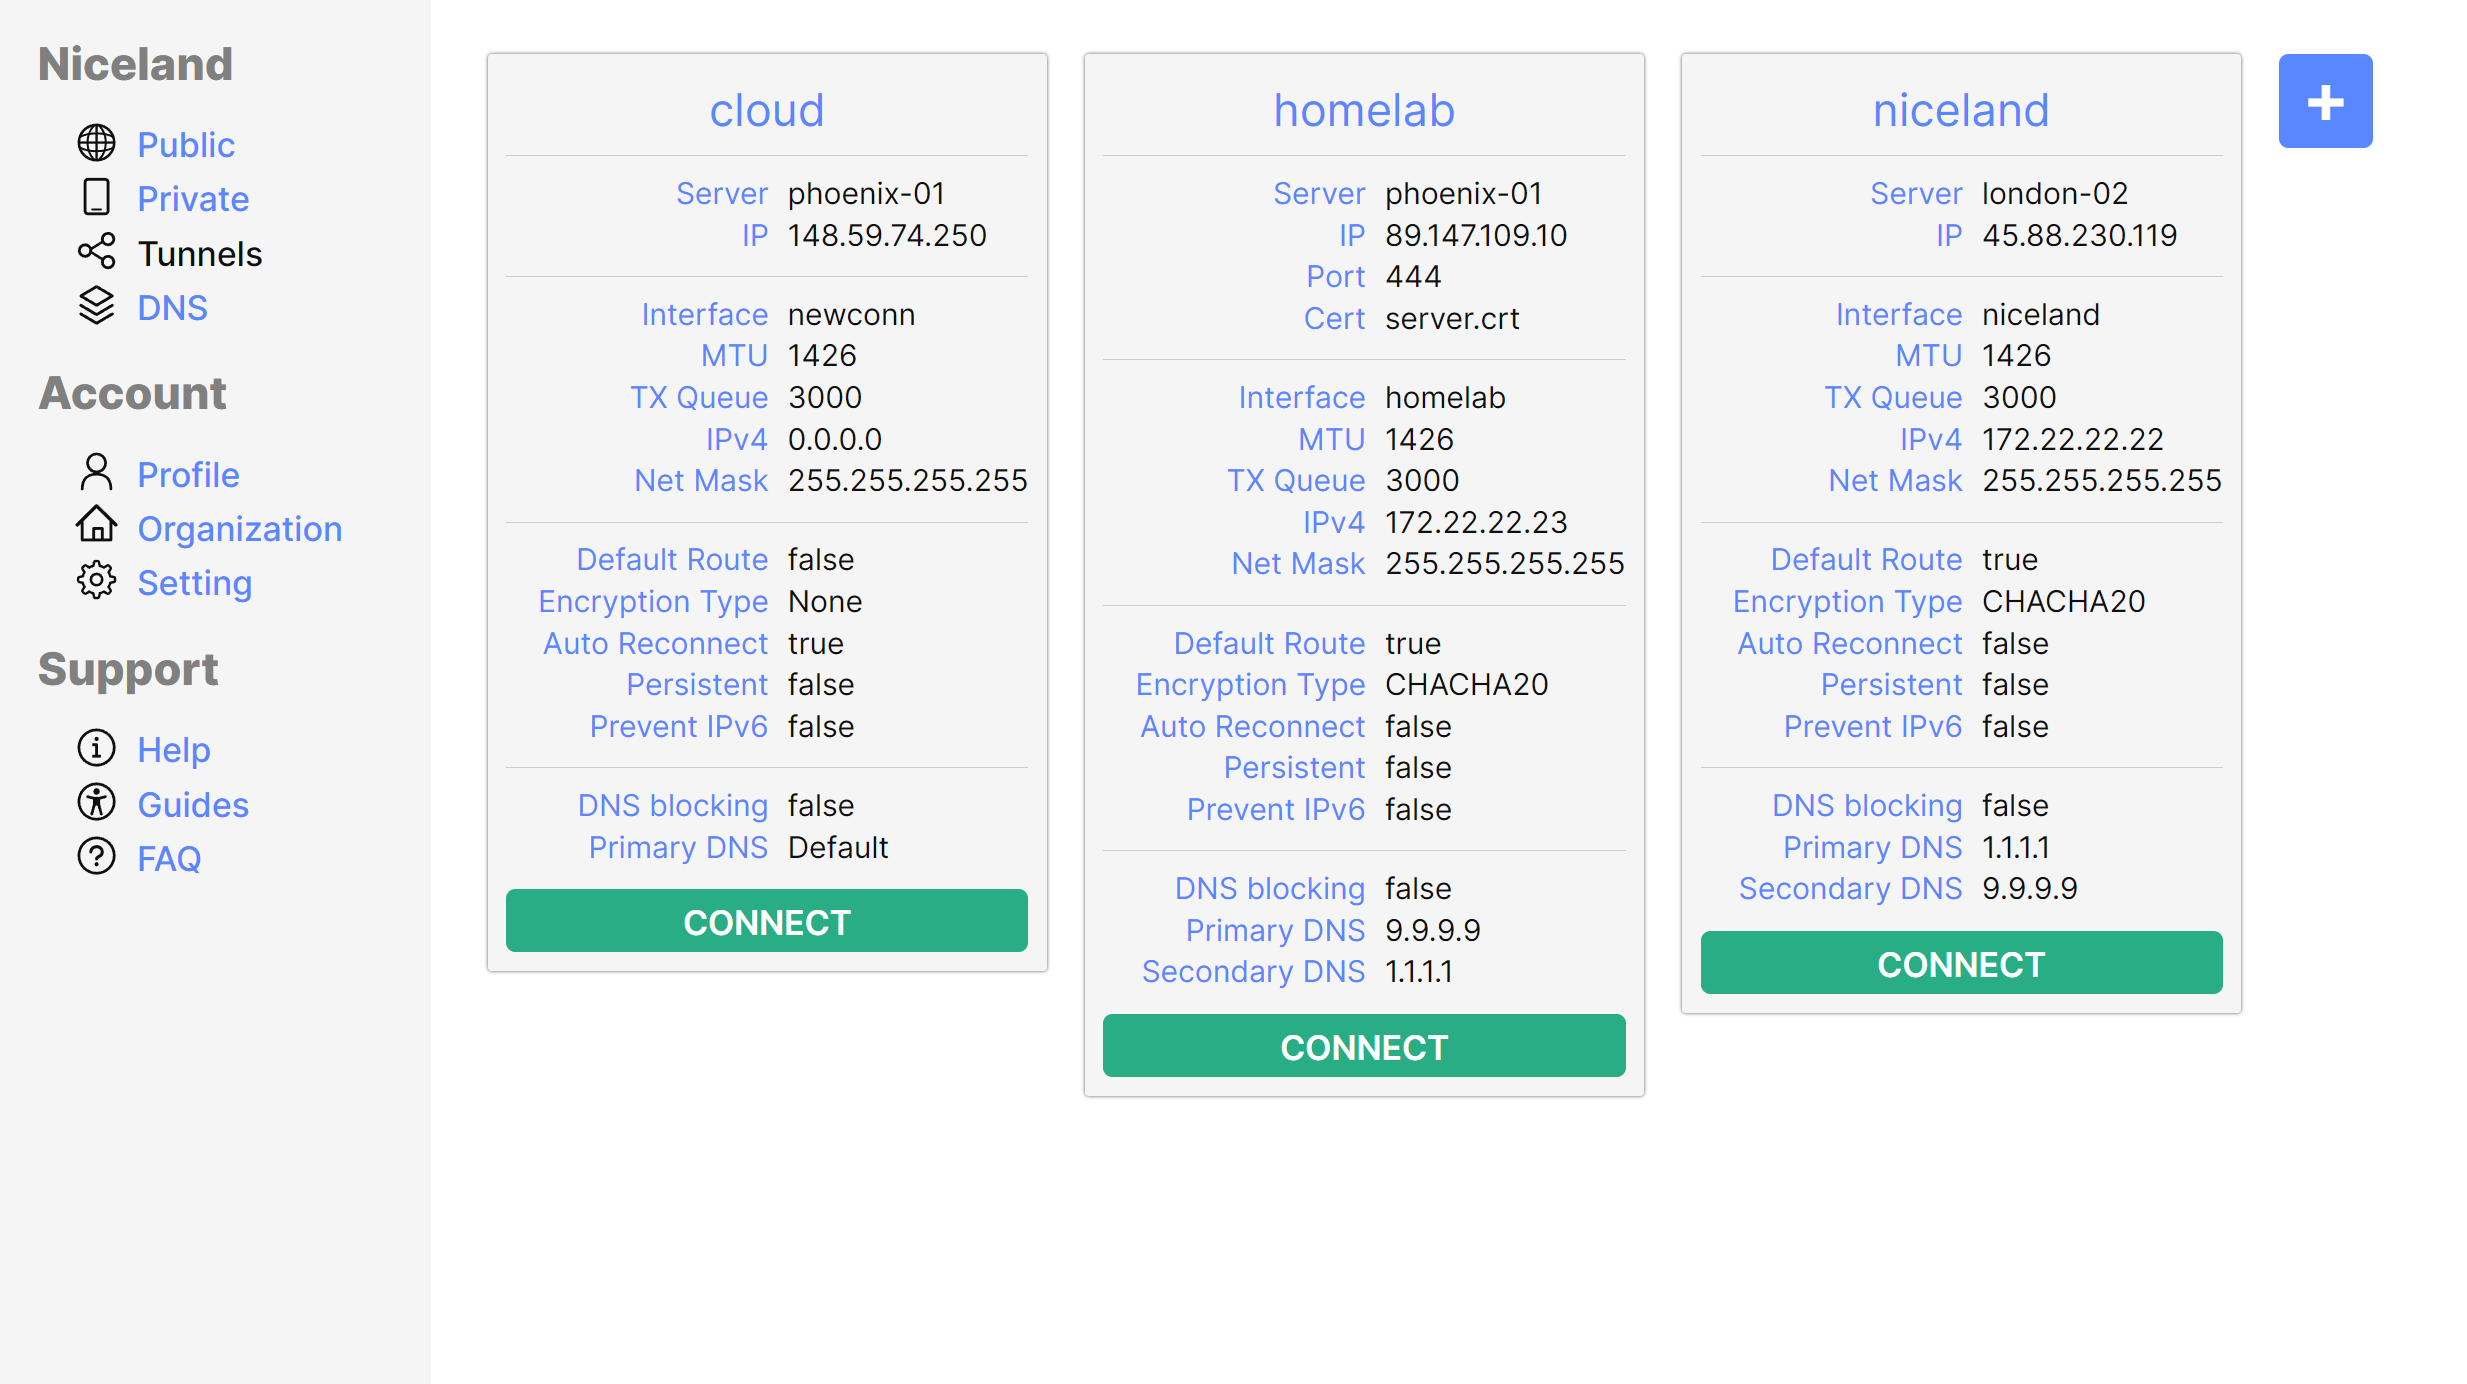 Niceland
Public
Private
Tunnels
DNS
Account
Profile
Organization
Setting
Support
Help
Guides
FAQ
cloud
Server phoenix-01
IP 148.59.74.250
Interface newconn
MTU 1426
TX Queue 3000
IPv4 0.0.0.0
Net Mask 255.255.255.255
Default Route false
Encryption Type None
Auto Reconnect true
Persistent false
Prevent IPv6 false
DNS blocking false
Primary DNS Default
CONNECT
homelab
Server phoenix-01
IP 89.147.109.10
Port 444
Cert server.crt
Interface homelab
MTU 1426
TX Queue 3000
IPv4 172.22.22.23
Net Mask 255.255.255.255
Default Route true
Encryption Type CHACHA20
Auto Reconnect false
Persistent false
Prevent IPv6 false
DNS blocking false
Primary DNS 9.9.9.9
Secondary DNS 1.1.1.1
CONNECT
niceland
Server london-02
IP 45.88.230.119
Interface niceland
MTU 1426
TX Queue 3000
IPv4 172.22.22.22
Net Mask 255.255.255.255
Default Route true
Encryption Type CHACHA20
Auto Reconnect false
Persistent false
Prevent IPv6 false
DNS blocking false
Primary DNS 1.1.1.1
Secondary DNS 9.9.9.9
CONNECT
+